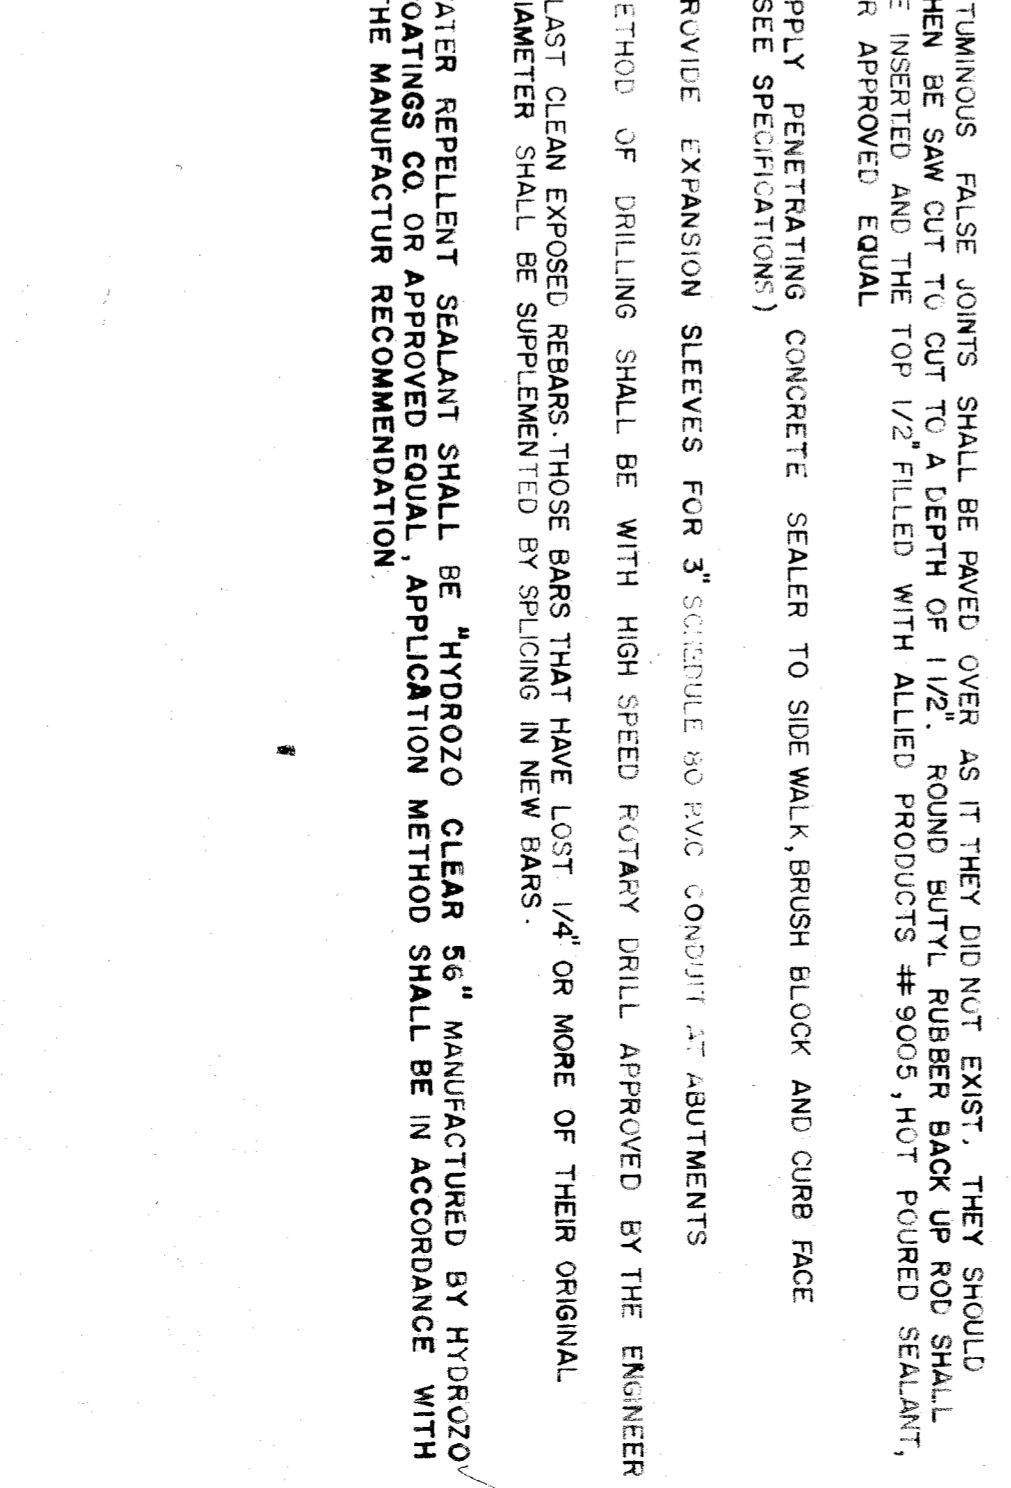 TUMINOUS FALSE JOINTS SHALL BE PAVED OVER AS IT THEY DID NOT EXIST. THEY SHOULD
HEN BE SAW CUT TO CUT TO A DEPTH OF 1 1/2". ROUND BUTYL RUBBER BACK UP ROD SHALL
E INSERTED AND THE TOP 1/2" FILLED WITH ALLIED PRODUCTS #9005, HOT POURED SEALANT,
R APPROVED EQUAL
PPLY PENETRATING CONCRETE SEALER TO SIDEWALK, BRUSH BLOCK AND CURB FACE
SEE SPECIFICATIONS)
ROVIDE EXPANSION SLEEVES FOR 3" SCHEDULE 80 P.V.C CONDUIT AT ABUTMENTS
ETHOD OF DRILLING SHALL BE WITH HIGH SPEED ROTARY DRILL APPROVED BY THE ENGINEER
LAST CLEAN EXPOSED REBARS. THOSE BARS THAT HAVE LOST 1/4" OR MORE OF THEIR ORIGINAL
IAMETER SHALL BE SUPPLEMENTED BY SPLICING IN NEW BARS.
ATER REPELLENT SEALANT SHALL BE "HYDROZO CLEAR 56" MANUFACTURED BY HYDROZO
OATINGS CO. OR APPROVED EQUAL, APPLICATION METHOD SHALL BE IN ACCORDANCE WITH
HE MANUFACTUR RECOMMENDATION